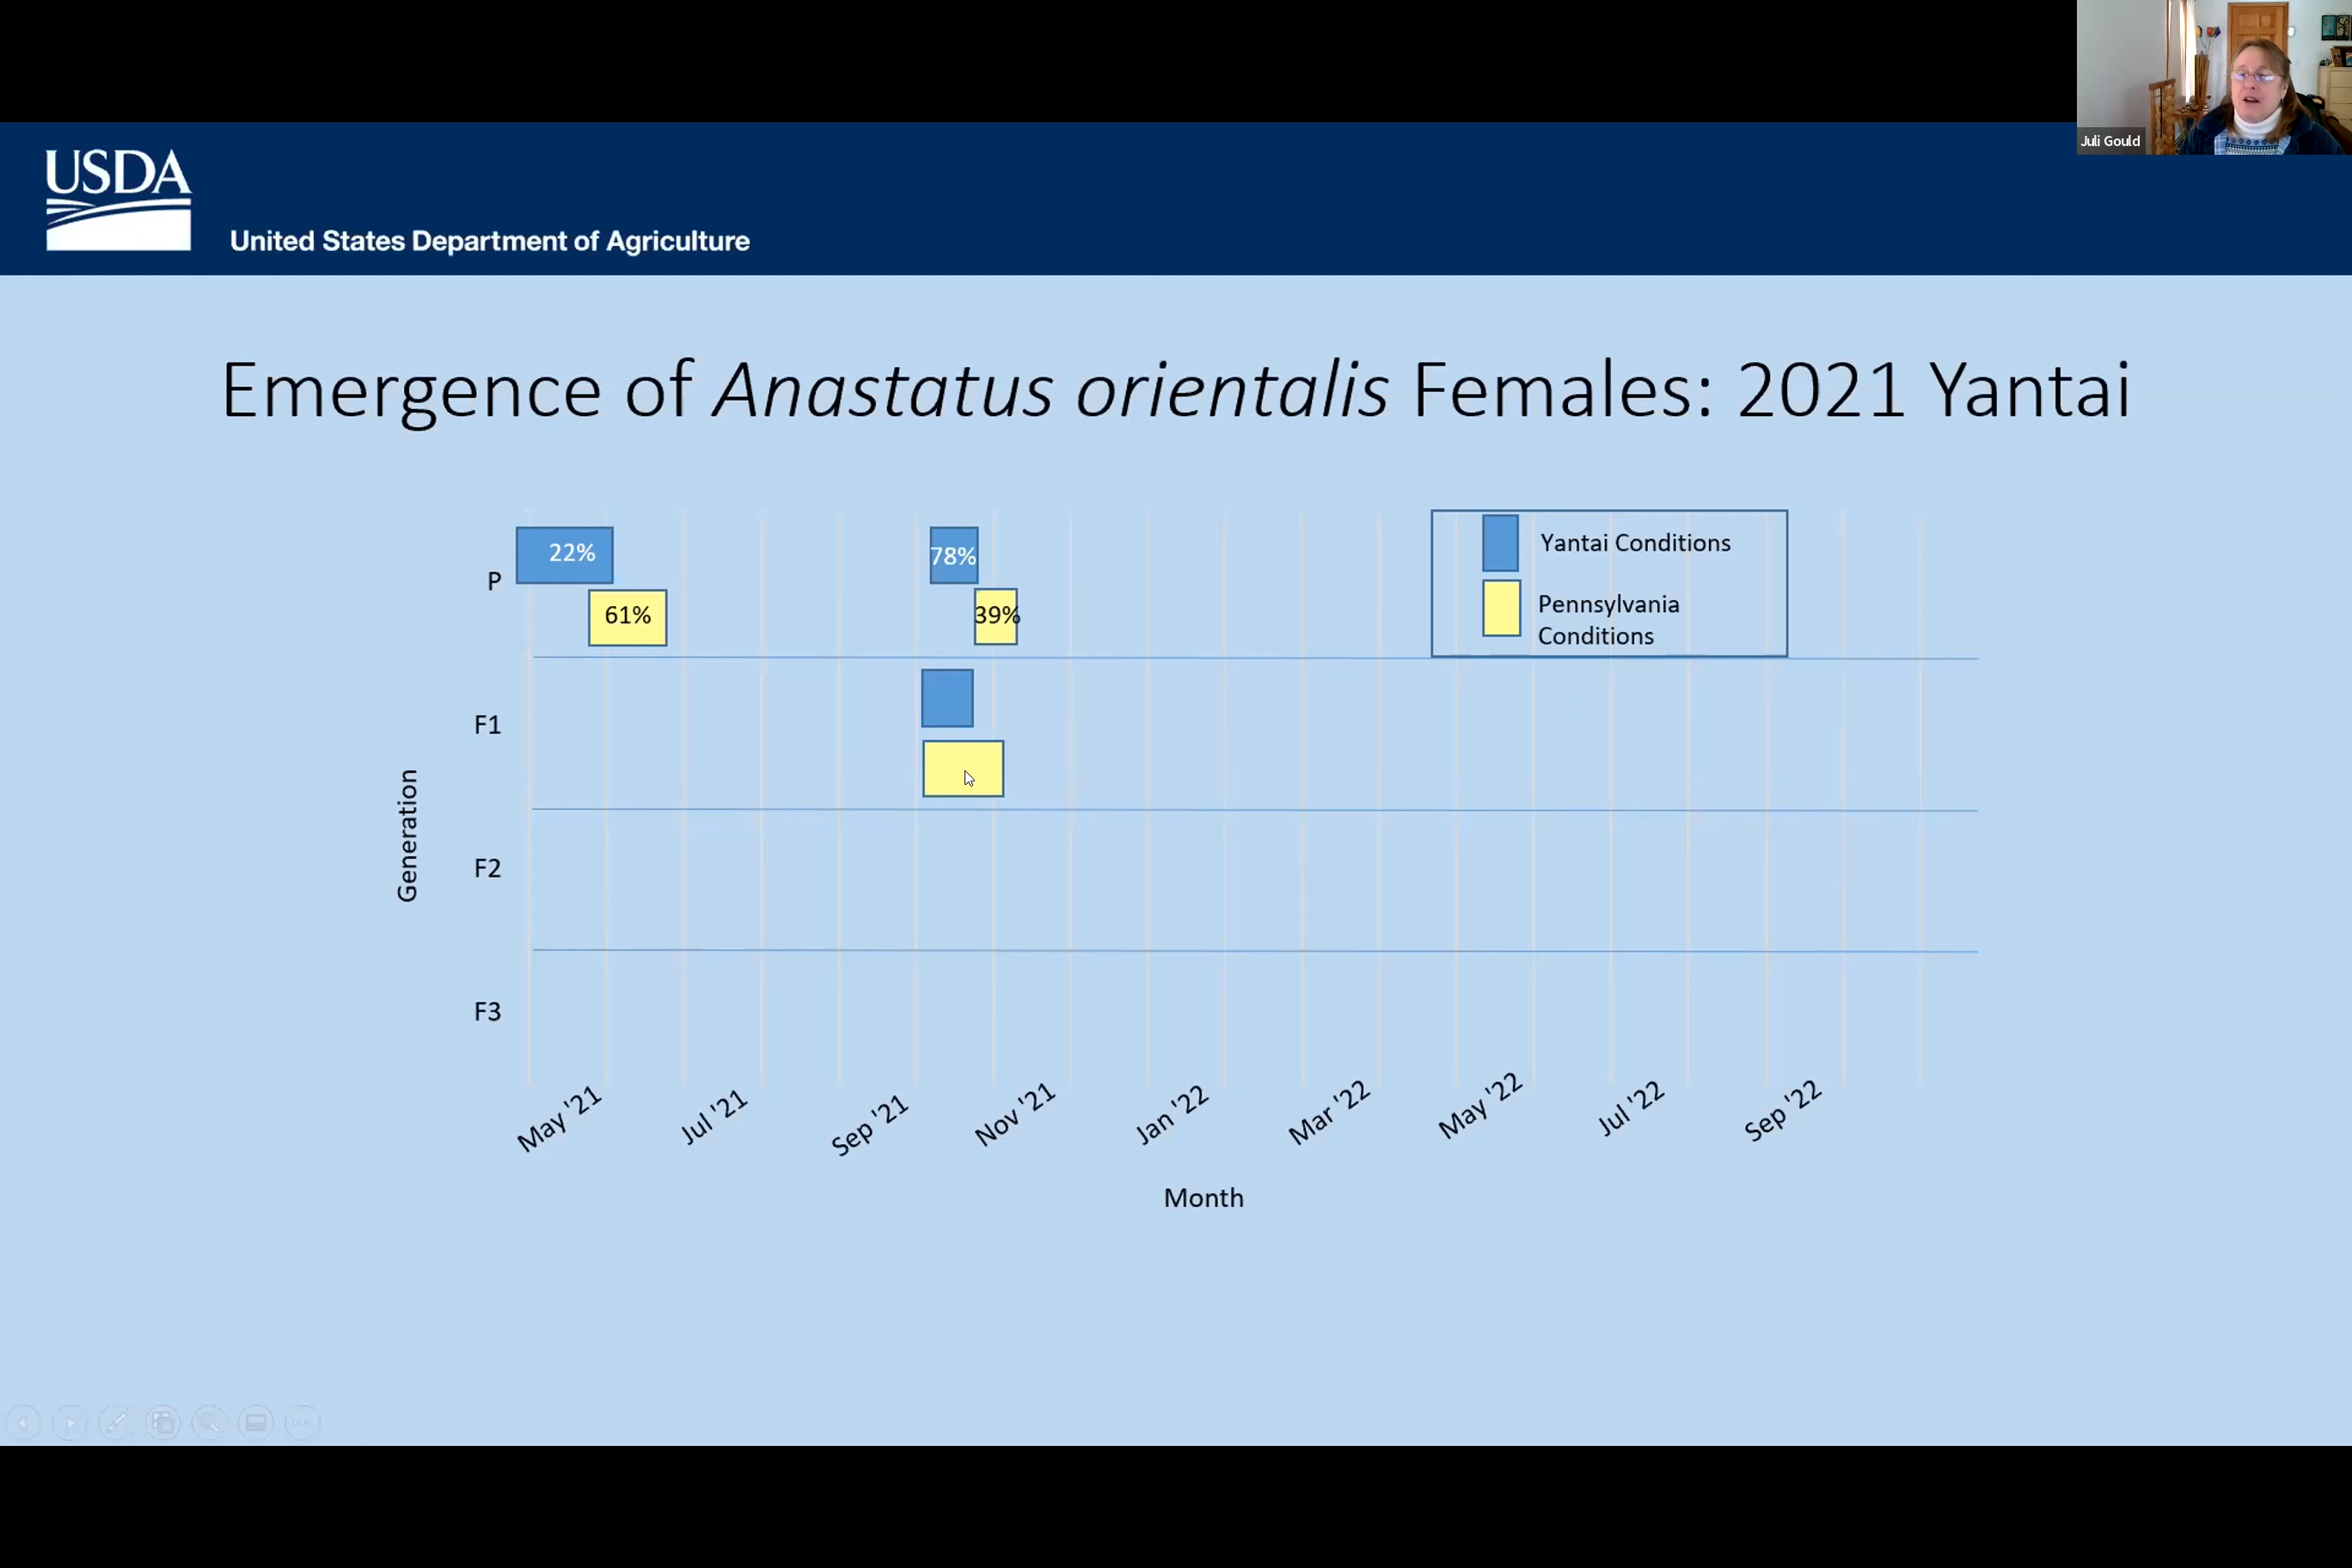 Juli Gould
USDA
United States Department of Agriculture
Emergence of Anastatus orientalis Females: 2021 Yantai
22%
78%
Yantai Conditions
P
61%
39%
Pennsylvania
Conditions
F1
Generation
F2
F3
May '21
Jul '21
Sep '21
Nov '21
Jan '22
Mar '22
May '22
Jul '22
Sep '22
Month